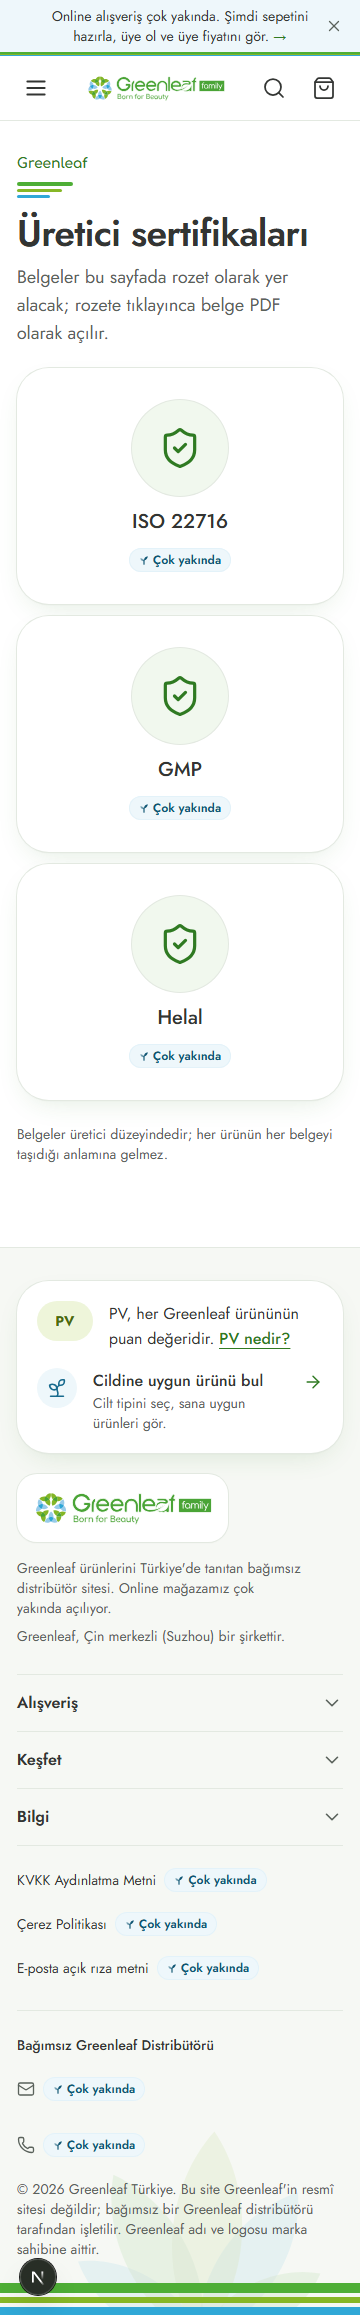 Online alışveriş çok yakında. Şimdi sepetini
hazırla, üye ol ve üye fiyatını gör. →
Greenleaf family
Born for Beauty
Greenleaf
Üretici sertifikaları
Belgeler bu sayfada rozet olarak yer
alacak; rozete tıklayınca belge PDF
olarak açılır.
ISO 22716
Çok yakında
GMP
Çok yakında
Helal
Çok yakında
Belgeler üretici düzeyindedir; her ürünün her belgeyi
taşıdığı anlamına gelmez.
PV
PV, her Greenleaf ürününün
puan değeridir. PV nedir?
Cildine uygun ürünü bul
Cilt tipini seç, sana uygun
ürünleri gör.
Greenleaf family
Born for Beauty
Greenleaf ürünlerini Türkiye'de tanıtan bağımsız
distribütör sitesi. Online mağazamız çok
yakında açılıyor.
Greenleaf, Çin merkezli (Suzhou) bir şirkettir.
Alışveriş
Keşfet
Bilgi
KVKK Aydınlatma Metni Çok yakında
Çerez Politikası Çok yakında
E-posta açık rıza metni Çok yakında
Bağımsız Greenleaf Distribütörü
Çok yakında
Çok yakında
© 2026 Greenleaf Türkiye. Bu site Greenleaf'in resmî
sitesi değildir; bağımsız bir Greenleaf distribütörü
tarafından işletilir. Greenleaf adı ve logosu marka
sahibine aittir.
N